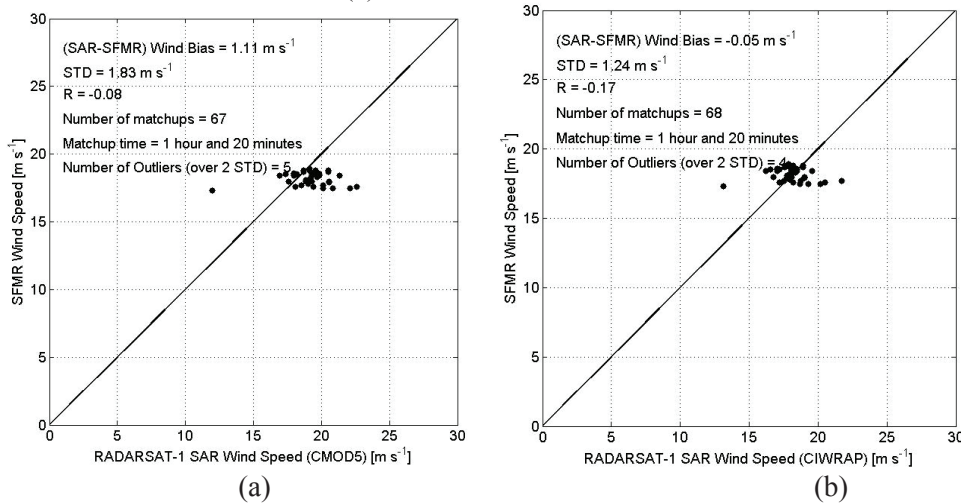 30
25
20
15
10
5
0
SFMR Wind Speed [m s-1]
(SAR-SFMR) Wind Bias = 1.11 m s-1
STD = 1.83 m s-1
R = -0.08
Number of matchups = 67
Matchup time = 1 hour and 20 minutes
Number of Outliers (over 2 STD) = 5
0 5 10 15 20 25 30
RADARSAT-1 SAR Wind Speed (CMOD5) [m s-1]
(a)
30
25
20
15
10
5
0
SFMR Wind Speed [m s-1]
(SAR-SFMR) Wind Bias = -0.05 m s-1
STD = 1.24 m s-1
R = -0.17
Number of matchups = 68
Matchup time = 1 hour and 20 minutes
Number of Outliers (over 2 STD) = 4
0 5 10 15 20 25 30
RADARSAT-1 SAR Wind Speed (CIWRAP) [m s-1]
(b)